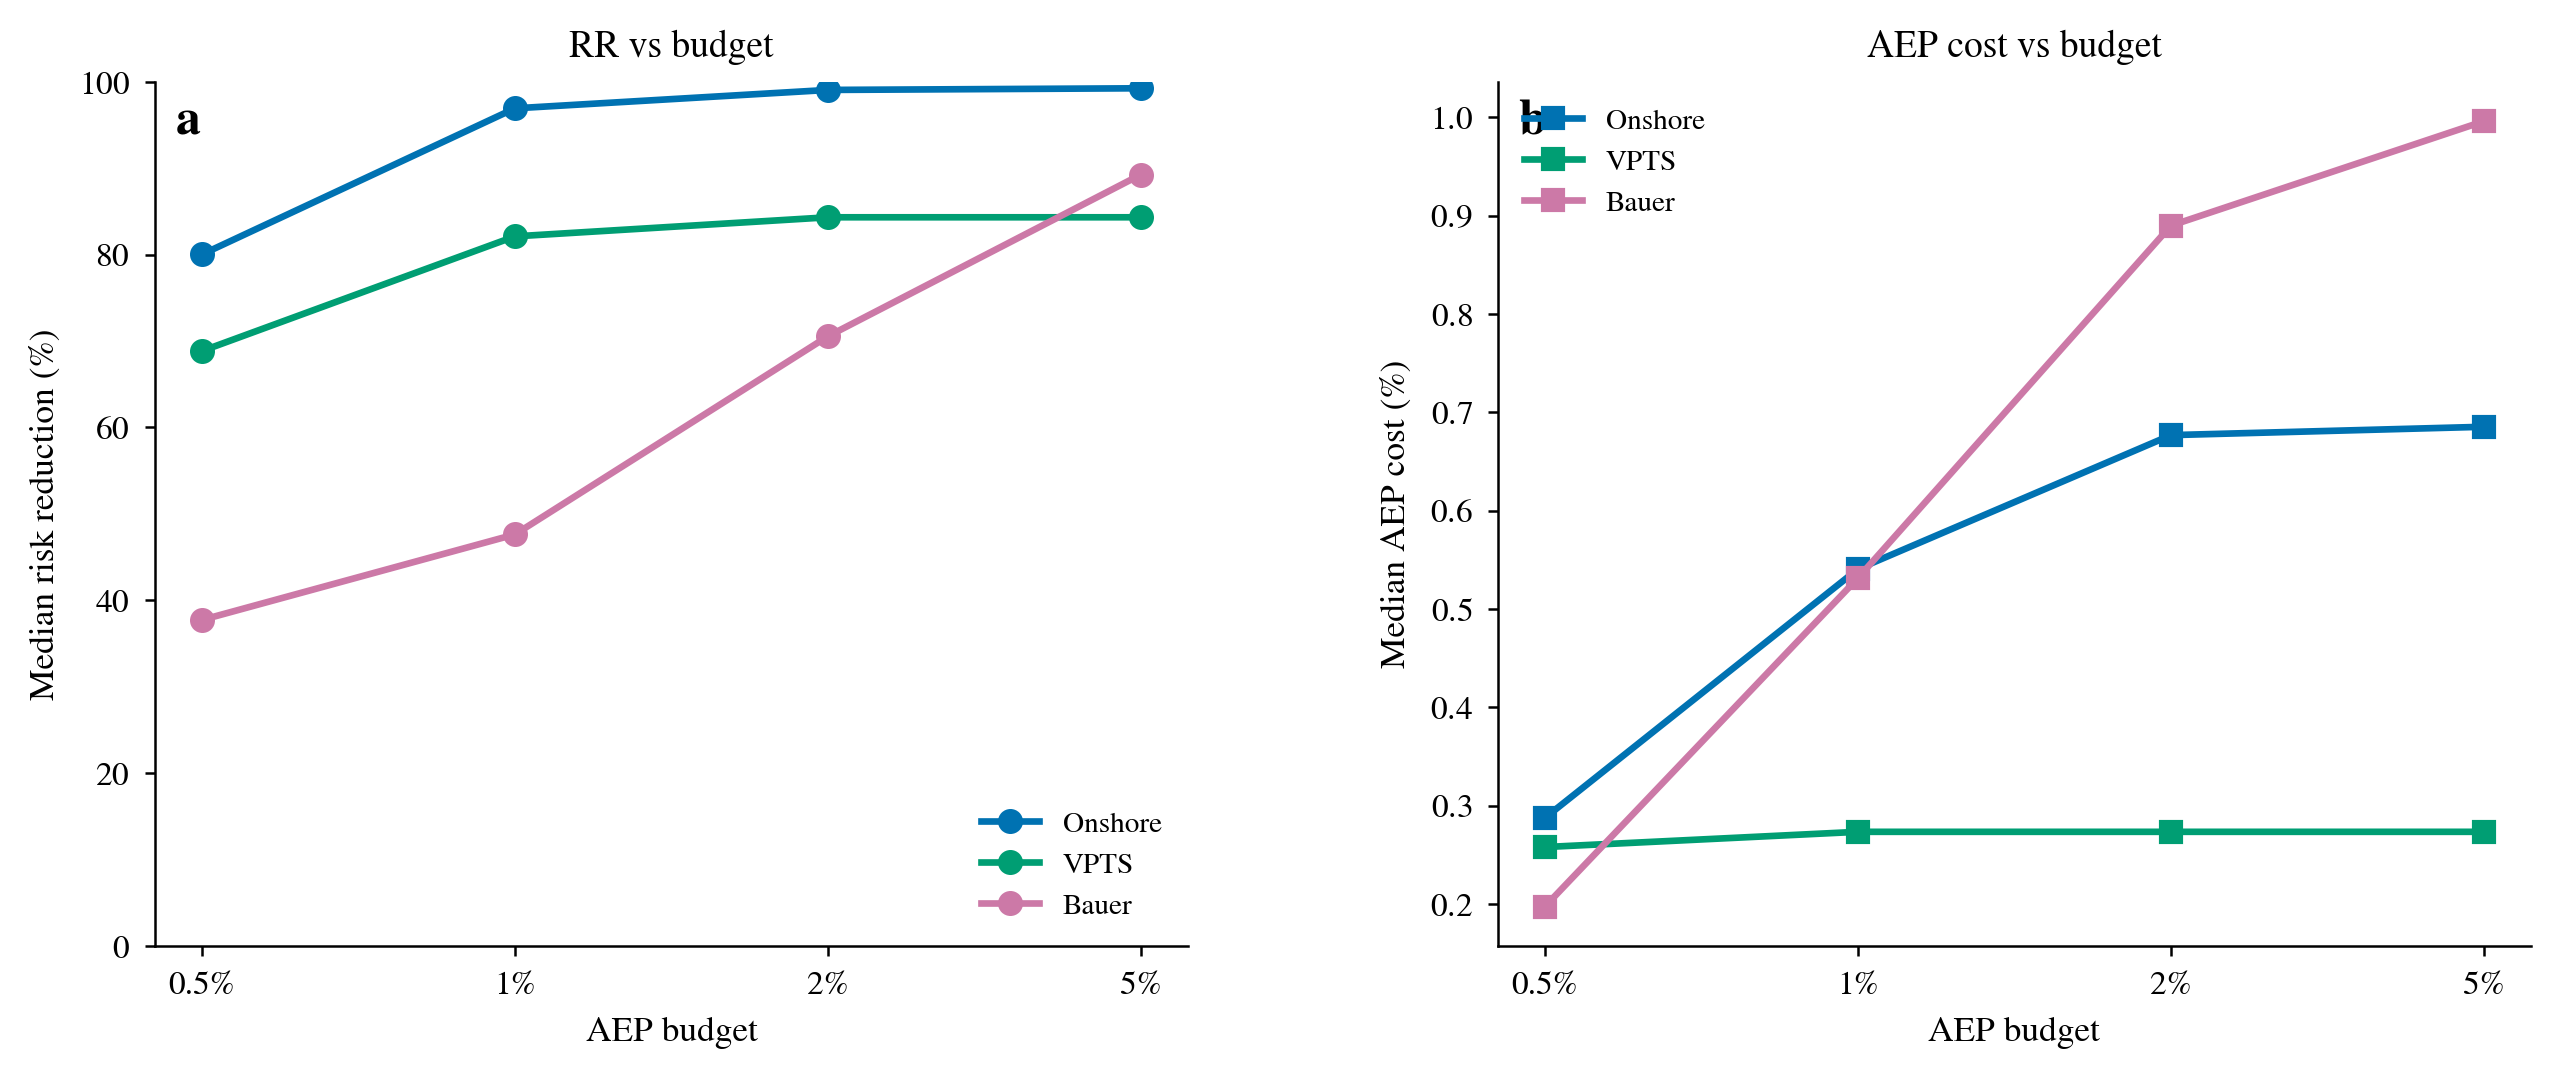 RR vs budget
a
100
80
60
40
20
0
Median risk reduction (%)
Onshore
VPTS
Bauer
0.5% 1% 2% 5%
AEP budget
AEP cost vs budget
b
Onshore
VPTS
Bauer
1.0
0.9
0.8
0.7
0.6
0.5
0.4
0.3
0.2
Median AEP cost (%)
0.5% 1% 2% 5%
AEP budget